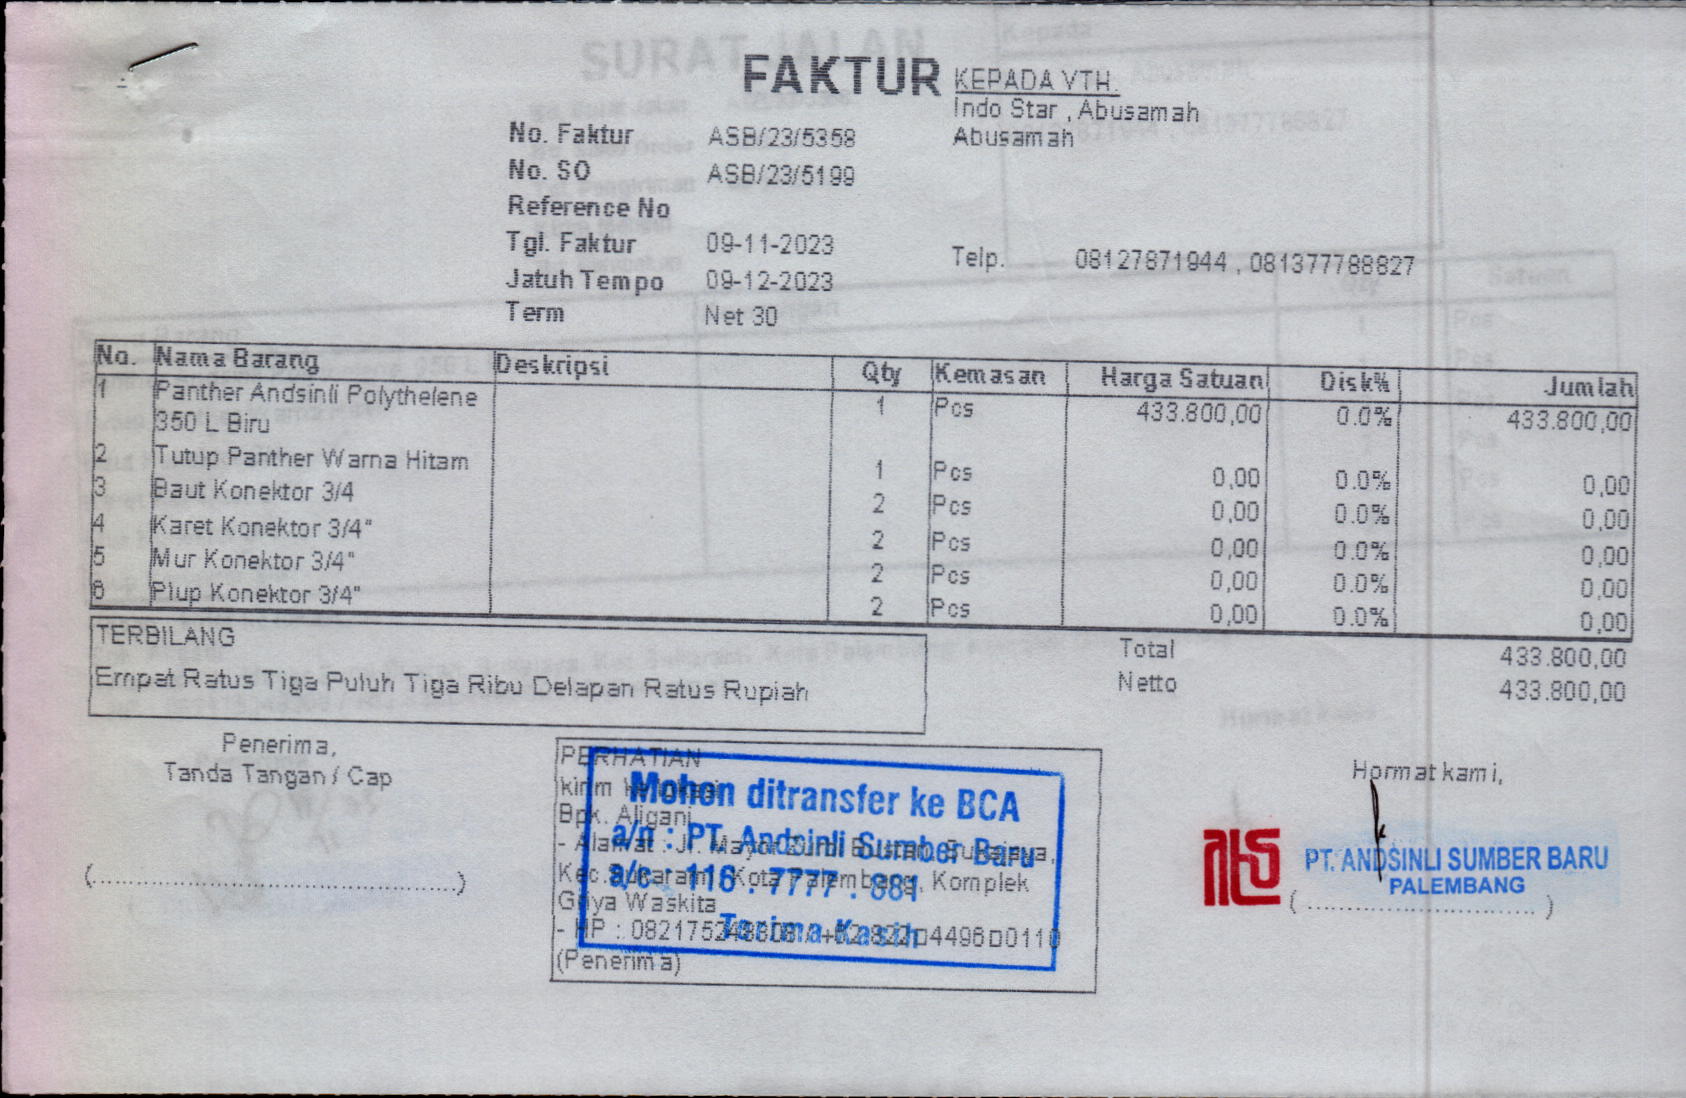 FAKTUR
KEPADA YTH.
Indo Star , Abusamah
Abusamah
No. Faktur ASB/23/5358
No. SO ASB/23/5199
Reference No
Tgl. Faktur 09-11-2023
Telp. 08127871944 , 081377788827
Jatuh Tempo 09-12-2023
Term Net 30
No. Nama Barang Deskripsi Qty Kemasan Harga Satuan Disk% Jumlah
1 Panther Andsinli Polythelene 1 Pcs 433.800,00 0.0% 433.800,00
350 L Biru
2 Tutup Panther Warna Hitam 1 Pcs 0,00 0.0% 0,00
3 Baut Konektor 3/4 2 Pcs 0,00 0.0% 0,00
4 Karet Konektor 3/4" 2 Pcs 0,00 0.0% 0,00
5 Mur Konektor 3/4" 2 Pcs 0,00 0.0% 0,00
6 Plup Konektor 3/4" 2 Pcs 0,00 0.0% 0,00
TERBILANG
Empat Ratus Tiga Puluh Tiga Ribu Delapan Ratus Rupiah
Total 433.800,00
Netto 433.800,00
Penerima,
Tanda Tangan / Cap
PERHATIAN
kirim
Bpk. Aligani
- Alamat : Jl. Mayor
Kec. Sukarami, Kota Palembang, Komplek
Griya Waskita
- HP :
(Penerima)
Mohon ditransfer ke BCA
a/n : PT. Andsinli Sumber Baru
a/c. 116 . 7777 . 881
Terima Kasih
Hormat kami,
PT. ANDSINLI SUMBER BARU
PALEMBANG
SURAT JALAN
Kepada